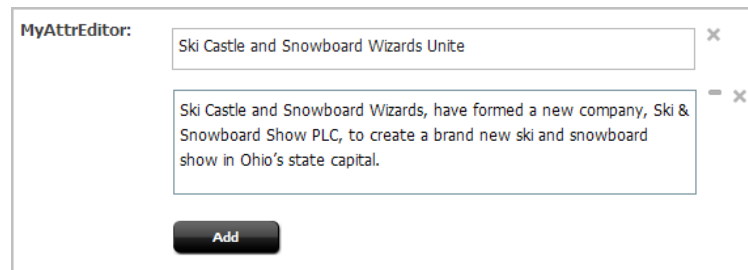 MyAttrEditor:
Ski Castle and Snowboard Wizards Unite
Ski Castle and Snowboard Wizards, have formed a new company, Ski &
Snowboard Show PLC, to create a brand new ski and snowboard
show in Ohio’s state capital.
Add